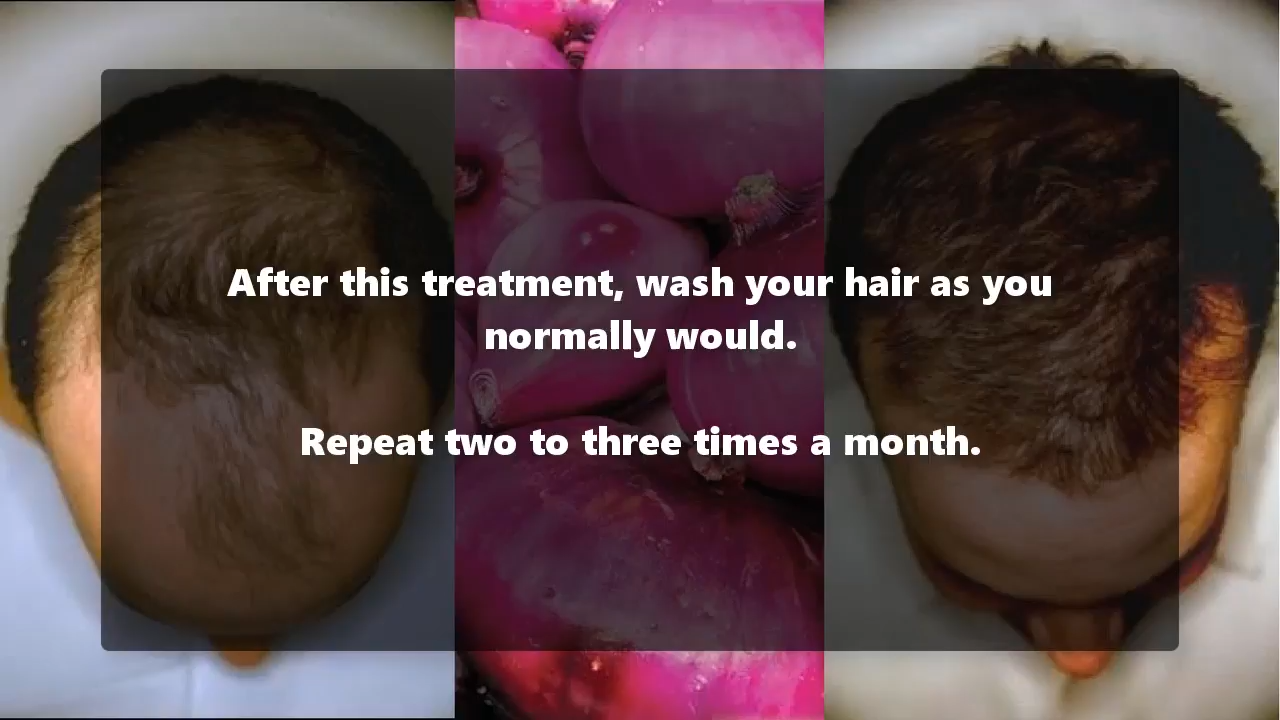 After this treatment, wash your hair as you
normally would.
Repeat two to three times a month.